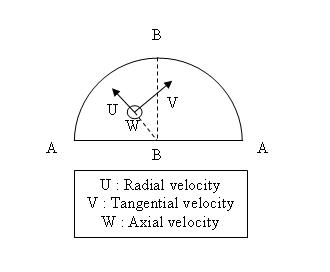 B
U
V
W
A
B
A
U : Radial velocity
V : Tangential velocity
W : Axial velocity